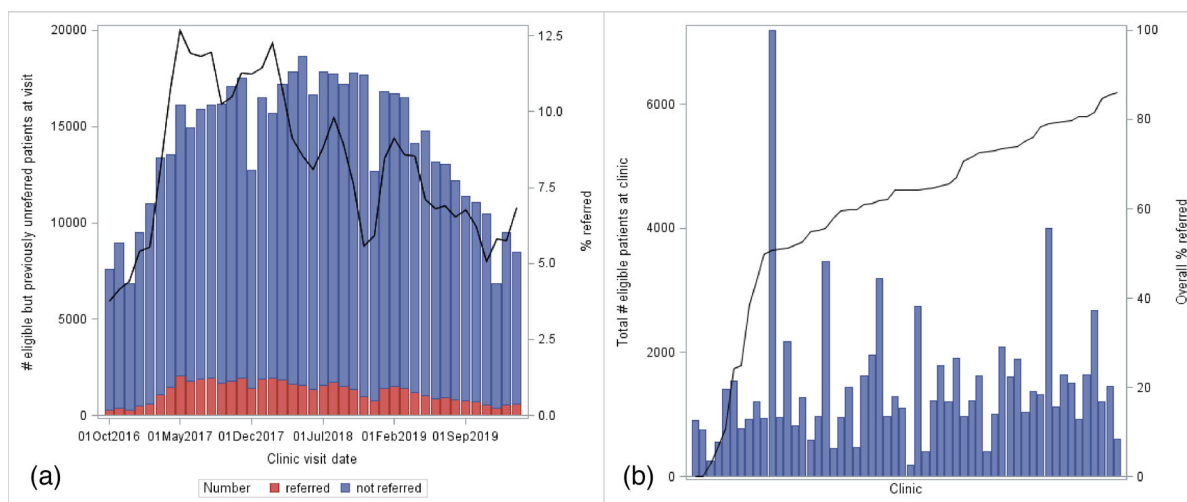 # eligible but previously unreferred patients at visit
20000
15000
10000
5000
0
12.5
10.0
7.5
5.0
2.5
0.0
% referred
01Oct2016 01May2017 01Dec2017 01Jul2018 01Feb2019 01Sep2019
Clinic visit date
(a)
Number referred not referred
Total # eligible patients at clinic
6000
4000
2000
0
100
80
60
40
20
0
Overall % referred
Clinic
(b)